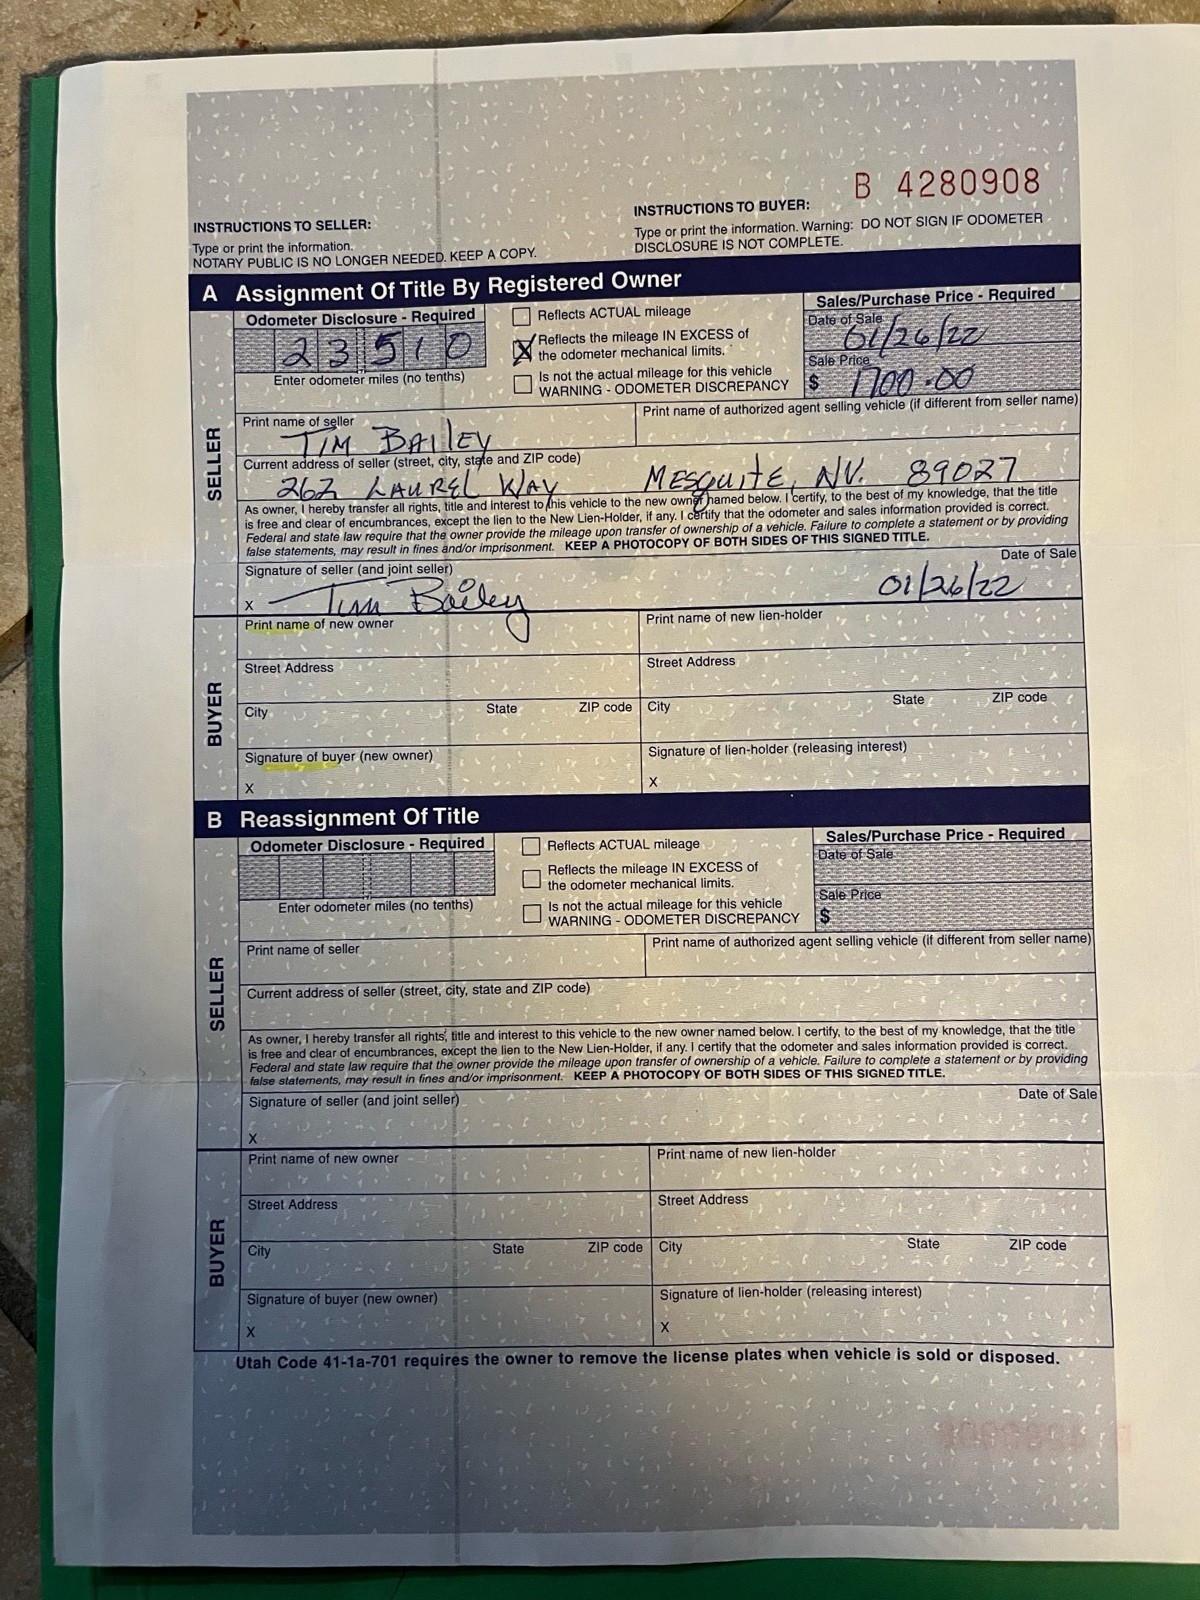 B 4280908
INSTRUCTIONS TO SELLER:
Type or print the information.
NOTARY PUBLIC IS NO LONGER NEEDED. KEEP A COPY.
INSTRUCTIONS TO BUYER:
Type or print the information. Warning: DO NOT SIGN IF ODOMETER
DISCLOSURE IS NOT COMPLETE.
A Assignment Of Title By Registered Owner
SELLER
Odometer Disclosure - Required
23510
Enter odometer miles (no tenths)
Reflects ACTUAL mileage
X Reflects the mileage IN EXCESS of
the odometer mechanical limits.
Is not the actual mileage for this vehicle
WARNING - ODOMETER DISCREPANCY
Sales/Purchase Price - Required
Date of Sale
01/26/22
Sale Price
$ 1700.00
Print name of seller
TIM BAILEY
Print name of authorized agent selling vehicle (if different from seller name)
Current address of seller (street, city, state and ZIP code)
262 LAUREL WAY MESQUITE, NV. 89027
SELLER
As owner, I hereby transfer all rights, title and interest to this vehicle to the new owner named below. I certify, to the best of my knowledge, that the title
is free and clear of encumbrances, except the lien to the New Lien-Holder, if any. I certify that the odometer and sales information provided is correct.
Federal and state law require that the owner provide the mileage upon transfer of ownership of a vehicle. Failure to complete a statement or by providing
false statements, may result in fines and/or imprisonment. KEEP A PHOTOCOPY OF BOTH SIDES OF THIS SIGNED TITLE.
Signature of seller (and joint seller)
Date of Sale
x Tim Bailey 01/26/22
BUYER
Print name of new owner
Print name of new lien-holder
Street Address
Street Address
City State ZIP code
City State ZIP code
Signature of buyer (new owner)
Signature of lien-holder (releasing interest)
X
X
B Reassignment Of Title
Odometer Disclosure - Required
Enter odometer miles (no tenths)
Reflects ACTUAL mileage
Reflects the mileage IN EXCESS of
the odometer mechanical limits.
Is not the actual mileage for this vehicle
WARNING - ODOMETER DISCREPANCY
Sales/Purchase Price - Required
Date of Sale
Sale Price
$
SELLER
Print name of seller
Print name of authorized agent selling vehicle (if different from seller name)
Current address of seller (street, city, state and ZIP code)
As owner, I hereby transfer all rights, title and interest to this vehicle to the new owner named below. I certify, to the best of my knowledge, that the title
is free and clear of encumbrances, except the lien to the New Lien-Holder, if any. I certify that the odometer and sales information provided is correct.
Federal and state law require that the owner provide the mileage upon transfer of ownership of a vehicle. Failure to complete a statement or by providing
false statements, may result in fines and/or imprisonment. KEEP A PHOTOCOPY OF BOTH SIDES OF THIS SIGNED TITLE.
Signature of seller (and joint seller)
Date of Sale
X
BUYER
Print name of new owner
Print name of new lien-holder
Street Address
Street Address
City State ZIP code
City State ZIP code
Signature of buyer (new owner)
Signature of lien-holder (releasing interest)
X
X
Utah Code 41-1a-701 requires the owner to remove the license plates when vehicle is sold or disposed.